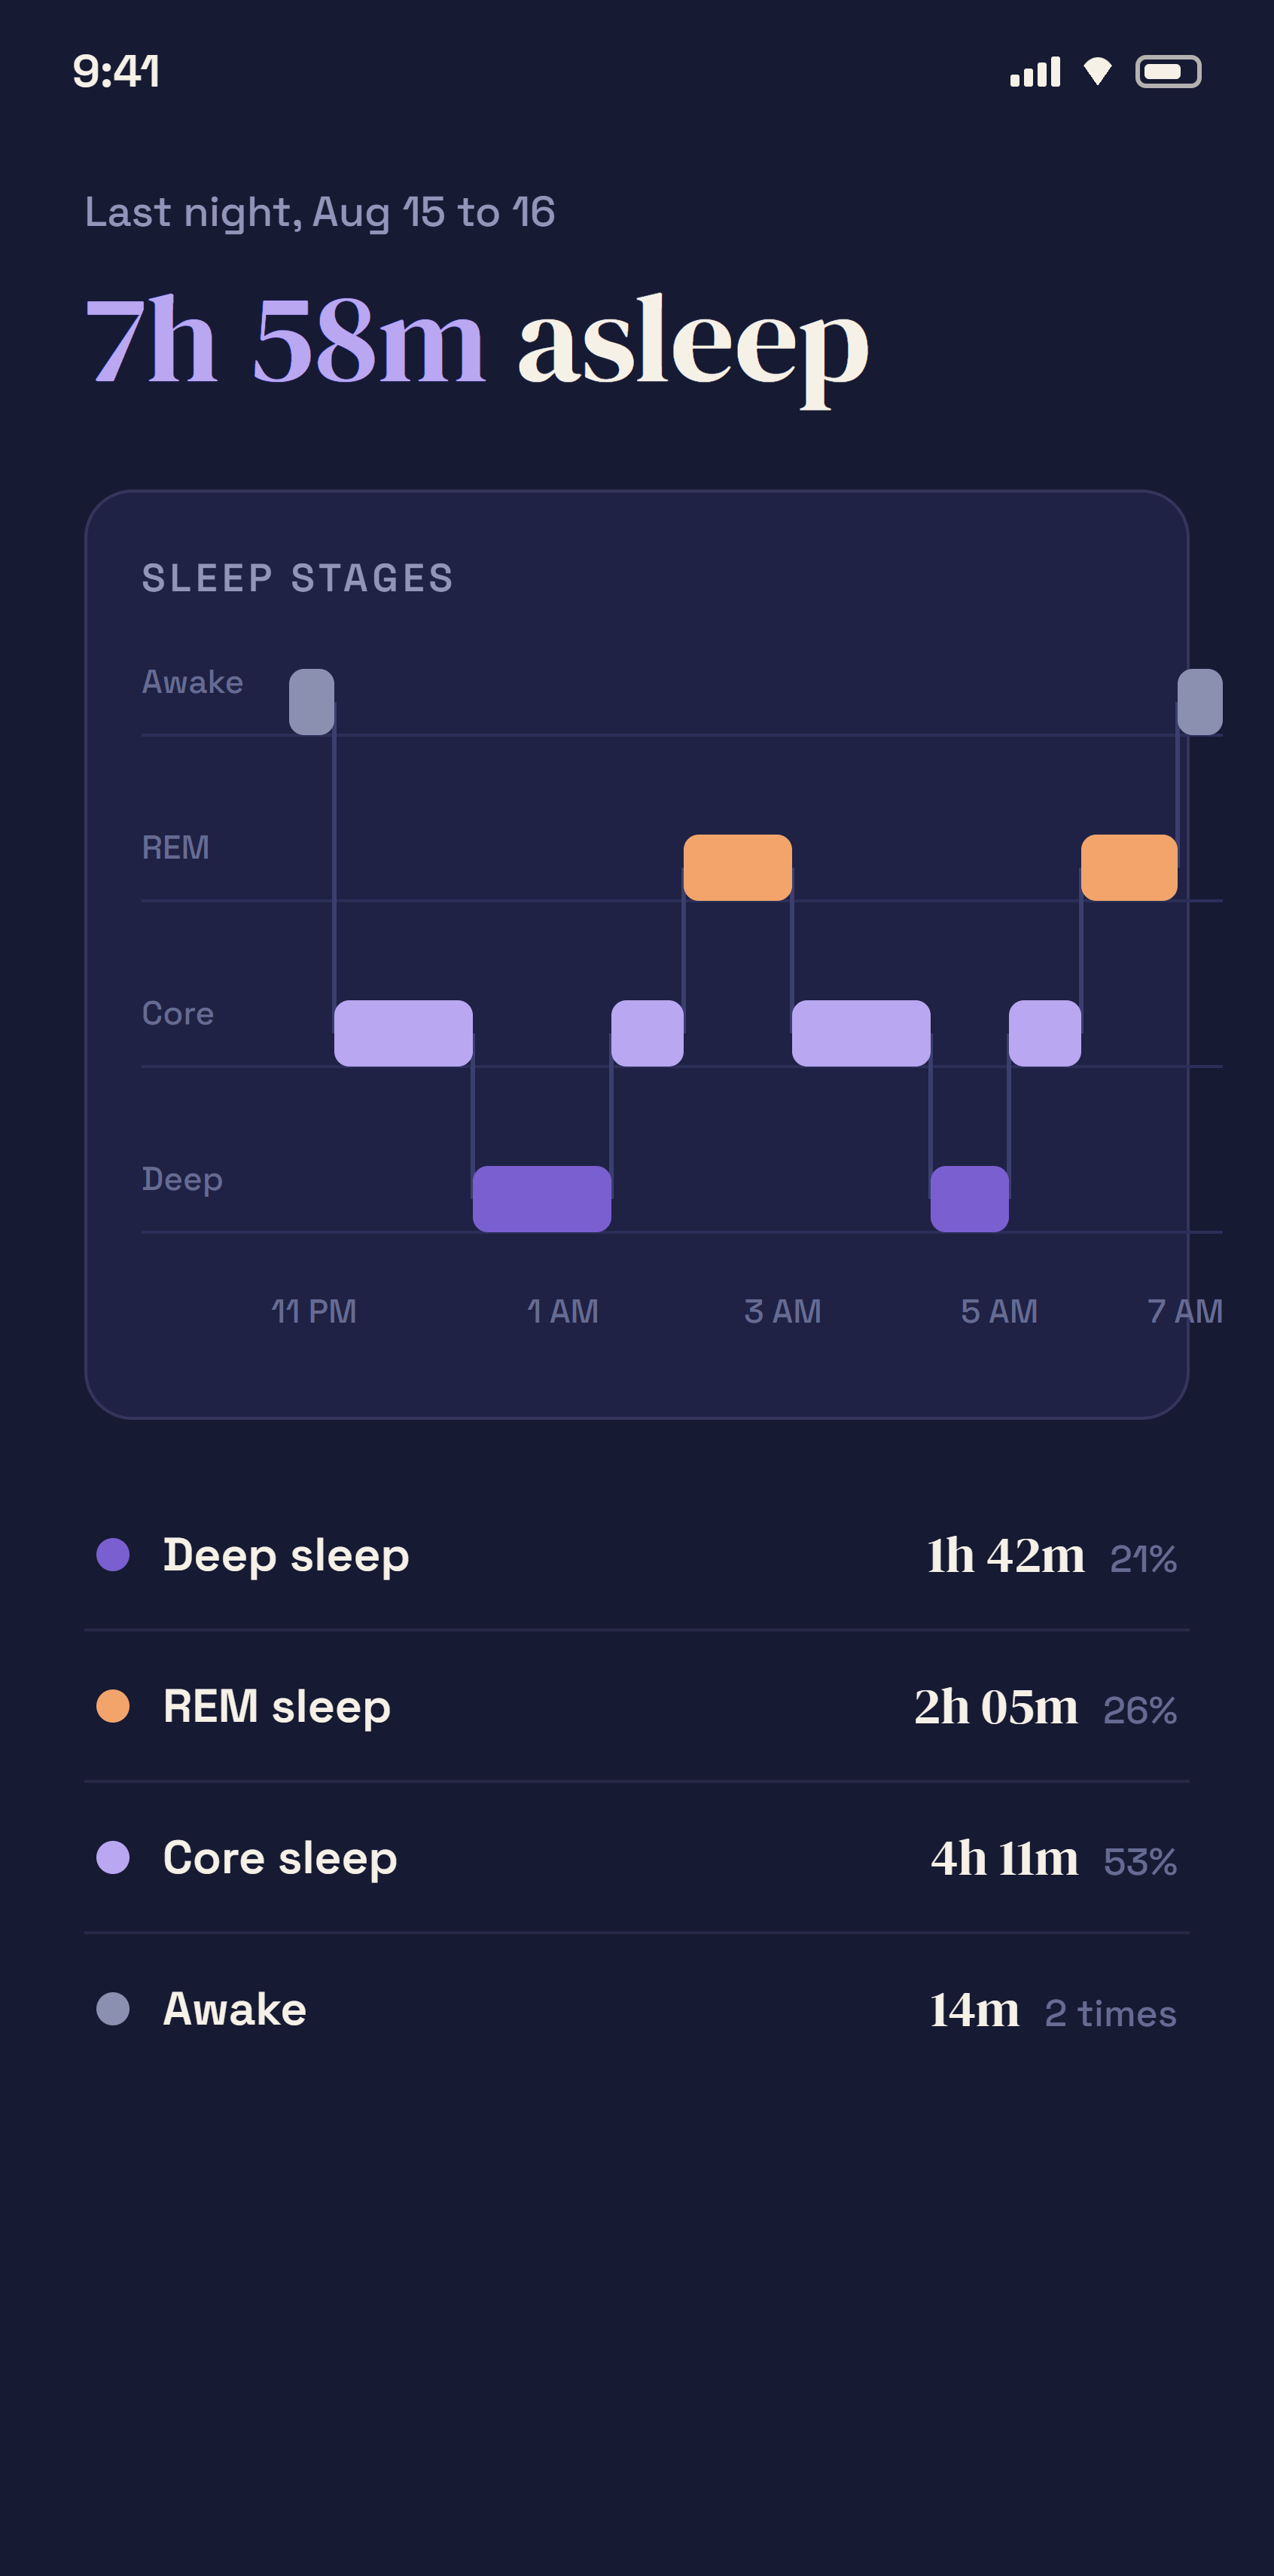 9:41
Last night, Aug 15 to 16
7h 58m asleep
SLEEP STAGES
Awake
REM
Core
Deep
11 PM 1 AM 3 AM 5 AM 7 AM
Deep sleep 1h 42m 21%
REM sleep 2h 05m 26%
Core sleep 4h 11m 53%
Awake 14m 2 times